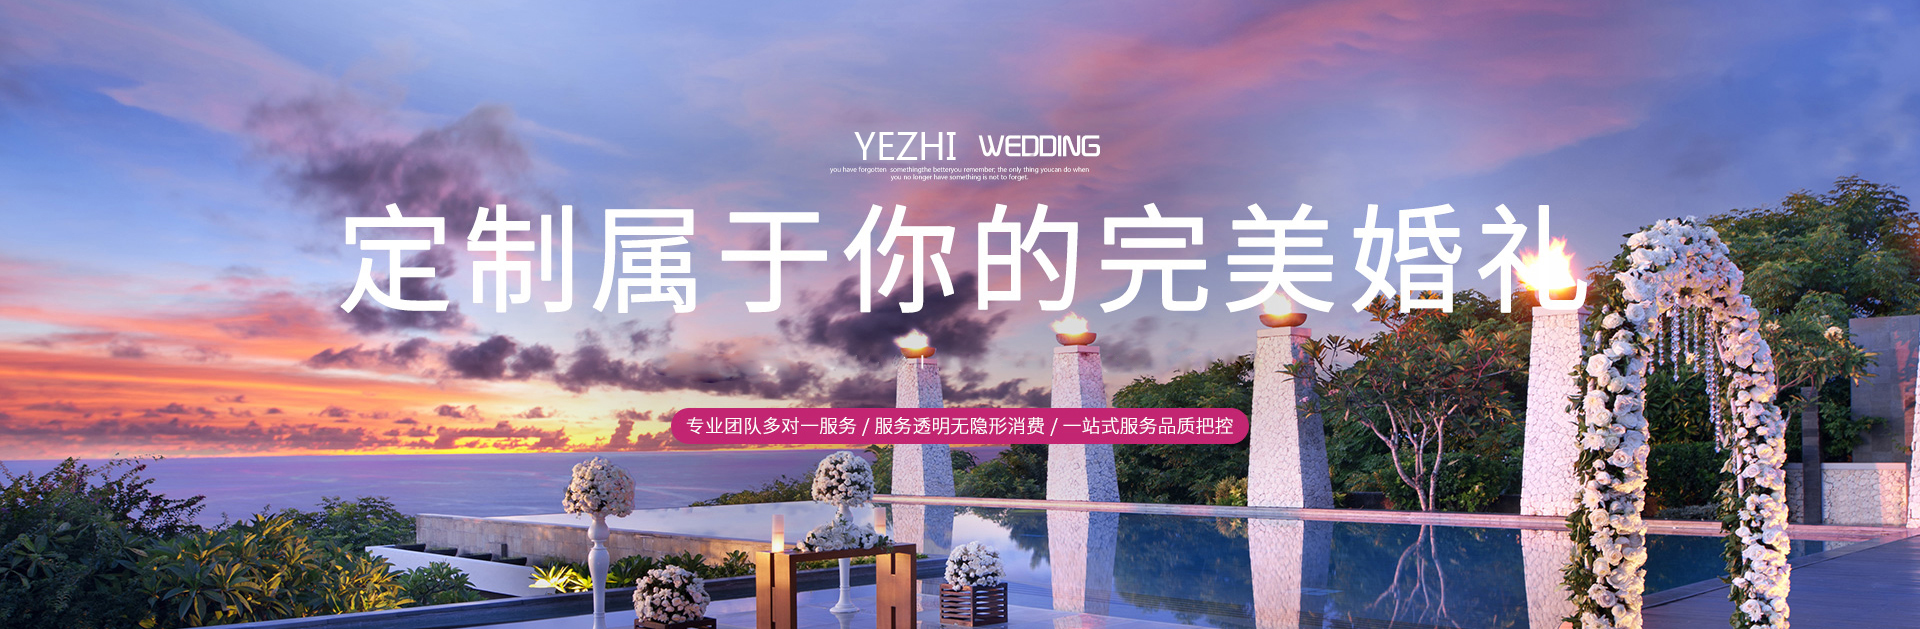 YEZHI WEDDING
you have forgotten somethingthe betteryou remember; the only thing youcan do when
you no longer have something is not to forget.
定制属于你的完美婚礼
专业团队多对一服务 / 服务透明无隐形消费 / 一站式服务品质把控